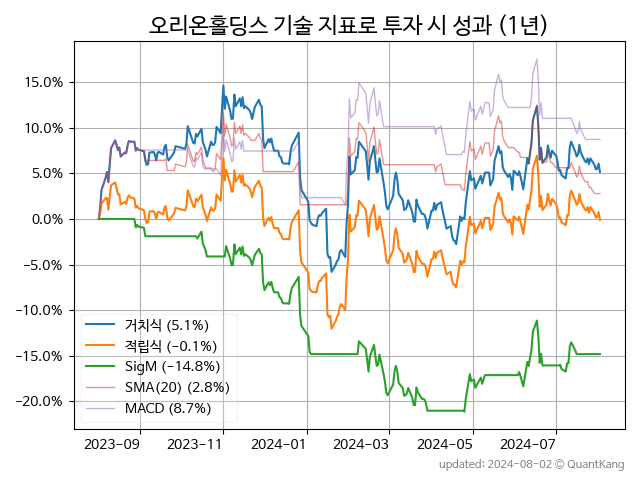 오리온홀딩스 기술 지표로 투자 시 성과 (1년)
15.0%
10.0%
5.0%
0.0%
−5.0%
−10.0%
−15.0%
−20.0%
거치식 (5.1%)
적립식 (−0.1%)
SigM (−14.8%)
SMA(20) (2.8%)
MACD (8.7%)
2023-09 2023-11 2024-01 2024-03 2024-05 2024-07
updated: 2024-08-02 © QuantKang